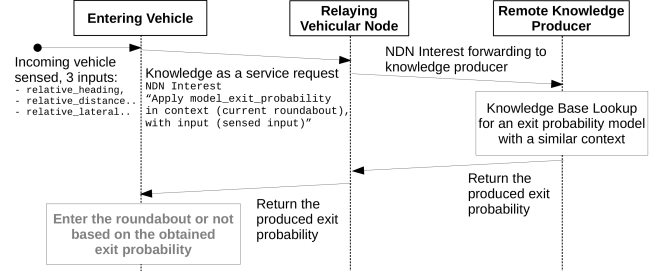 Entering Vehicle
Relaying
Vehicular Node
Remote Knowledge
Producer
Incoming vehicle
sensed, 3 inputs:
- relative_heading,
- relative_distance..
- relative_lateral..
Knowledge as a service request
NDN Interest
“Apply model_exit_probability
in context (current roundabout),
with input (sensed input)”
NDN Interest forwarding to
knowledge producer
Knowledge Base Lookup
for an exit probability model
with a similar context
Return the
produced exit
probability
Return the
produced exit
probability
Enter the roundabout or not
based on the obtained
exit probability